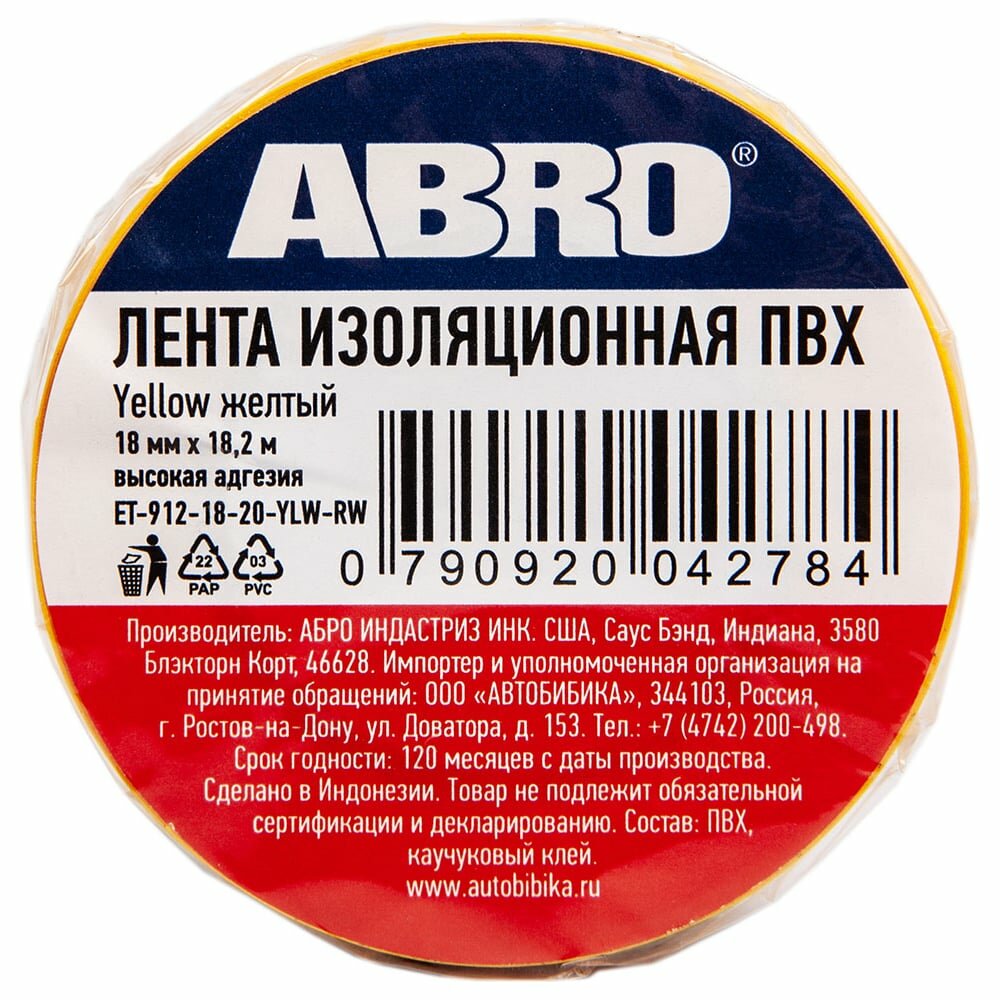 ABRO®
ЛЕНТА ИЗОЛЯЦИОННАЯ ПВХ
Yellow желтый
18 мм х 18,2 м
высокая адгезия
ET-912-18-20-YLW-RW
22
PAP
03
PVC
0 790920 042784
Производитель: АБРО ИНДАСТРИЗ ИНК. США, Саус Бэнд, Индиана, 3580
Блэкторн Корт, 46628. Импортер и уполномоченная организация на
принятие обращений: ООО «АВТОБИБИКА», 344103, Россия,
г. Ростов-на-Дону, ул. Доватора, д. 153. Тел.: +7 (4742) 200-498.
Срок годности: 120 месяцев с даты производства.
Сделано в Индонезии. Товар не подлежит обязательной
сертификации и декларированию. Состав: ПВХ,
каучуковый клей.
www.autobibika.ru